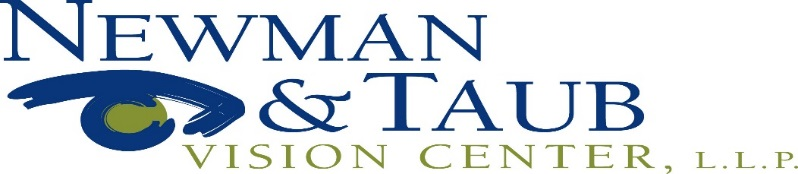 NEWMAN
& TAUB
VISION CENTER, L.L.P.